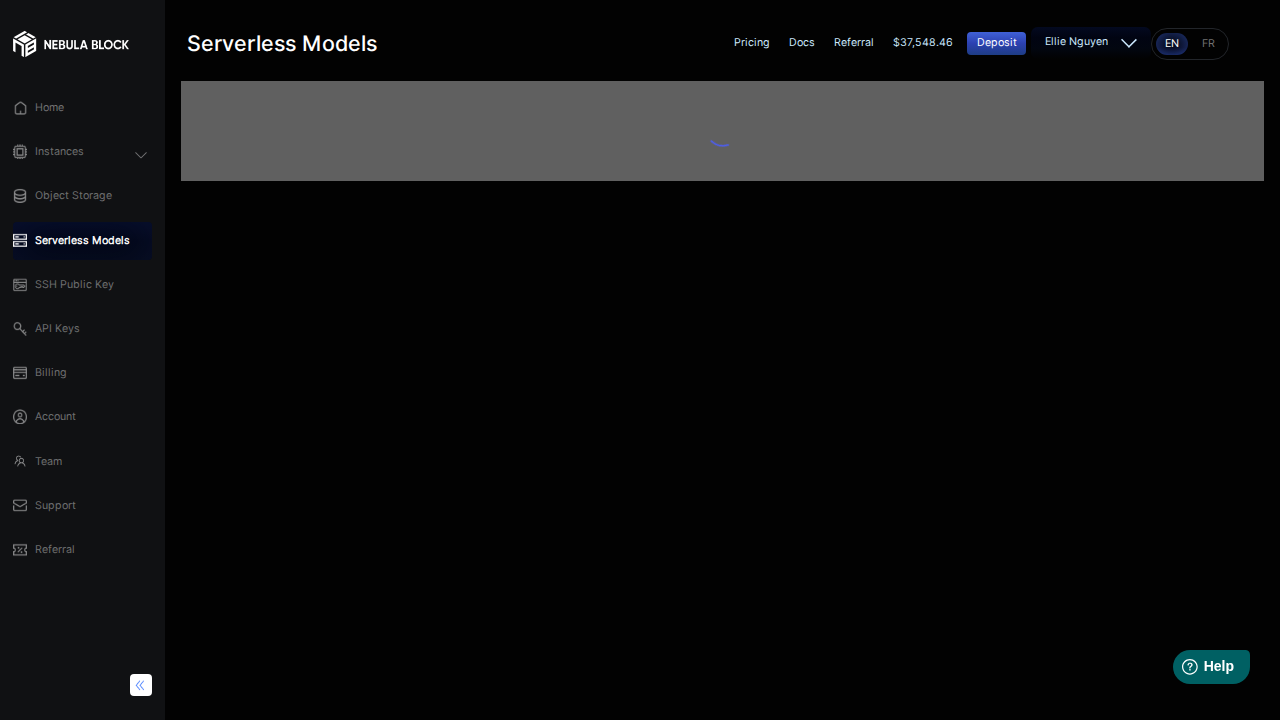 NEBULA BLOCK
Serverless Models
Pricing
Docs
Referral
$37,548.46
Deposit
Ellie Nguyen
EN
FR
Home
Instances
Object Storage
Serverless Models
SSH Public Key
API Keys
Billing
Account
Team
Support
Referral
Help